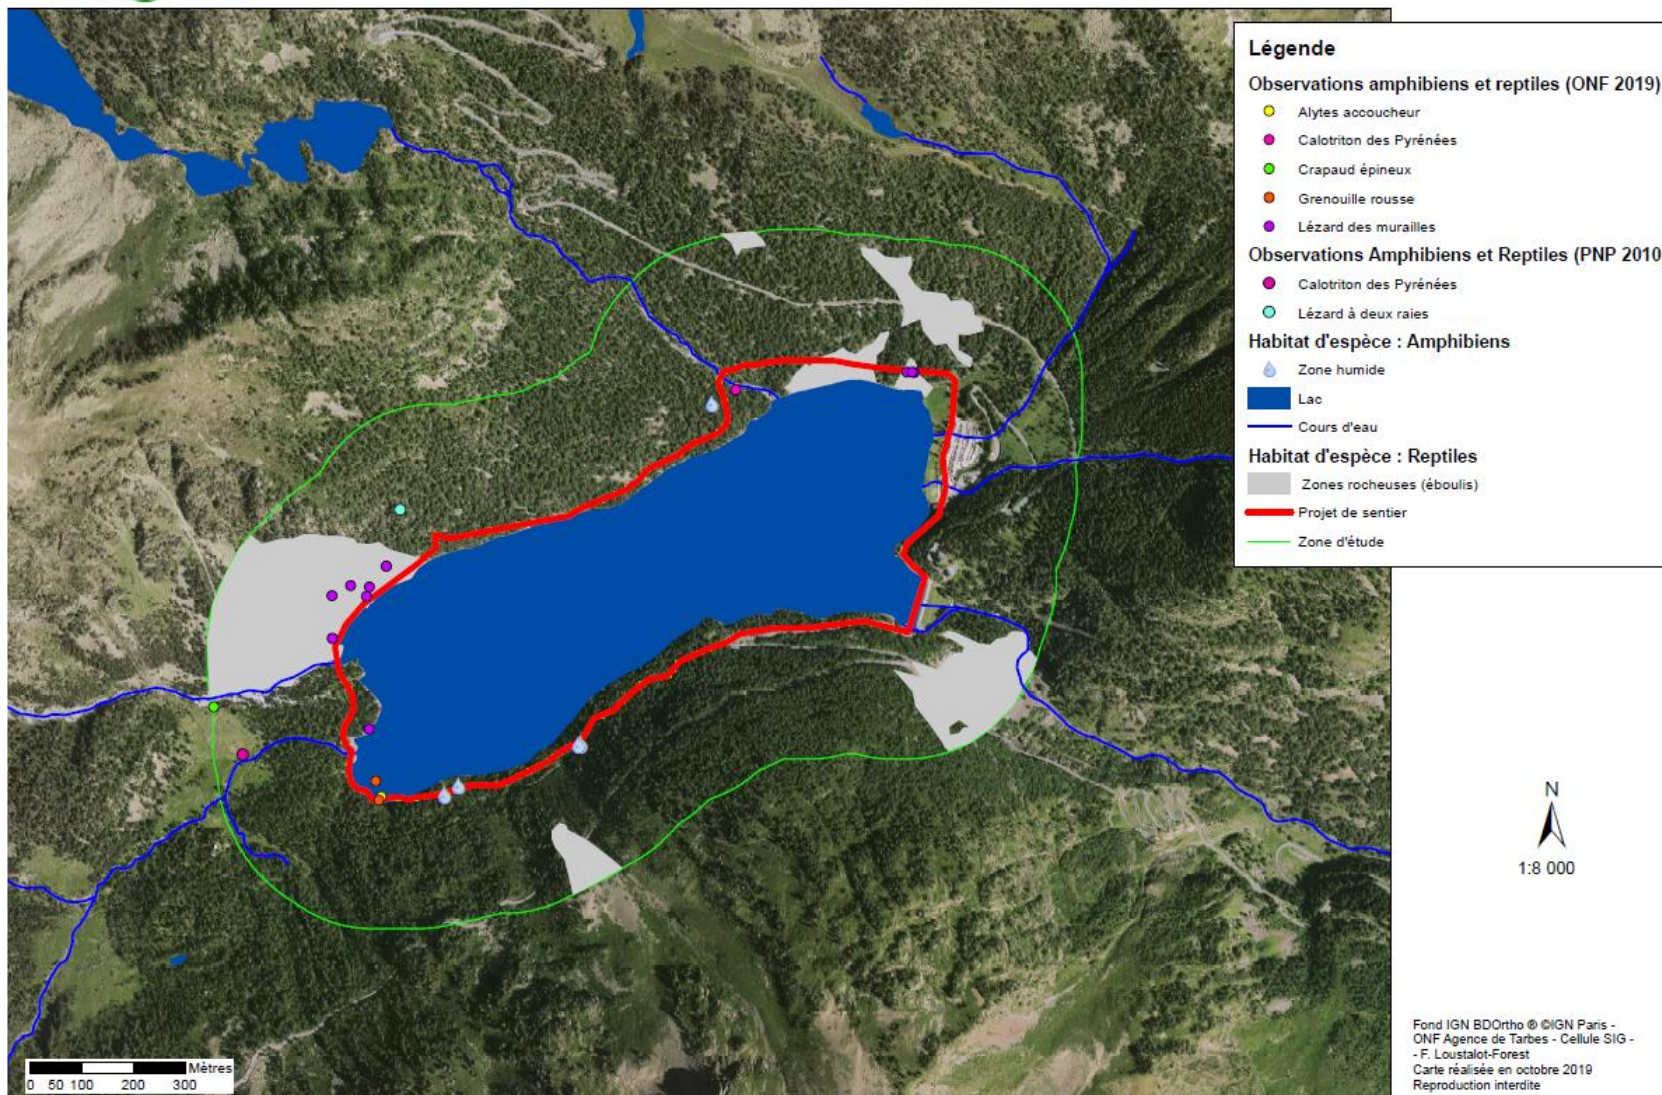 Légende
Observations amphibiens et reptiles (ONF 2019)
Alytes accoucheur
Calotriton des Pyrénées
Crapaud épineux
Grenouille rousse
Lézard des murailles
Observations Amphibiens et Reptiles (PNP 2010
Calotriton des Pyrénées
Lézard à deux raies
Habitat d'espèce : Amphibiens
Zone humide
Lac
Cours d'eau
Habitat d'espèce : Reptiles
Zones rocheuses (éboulis)
Projet de sentier
Zone d'étude
N
1:8 000
Mètres
0 50 100 200 300
Fond IGN BDOrtho ® ©IGN Paris -
ONF Agence de Tarbes - Cellule SIG -
- F. Loustalot-Forest
Carte réalisée en octobre 2019
Reproduction interdite